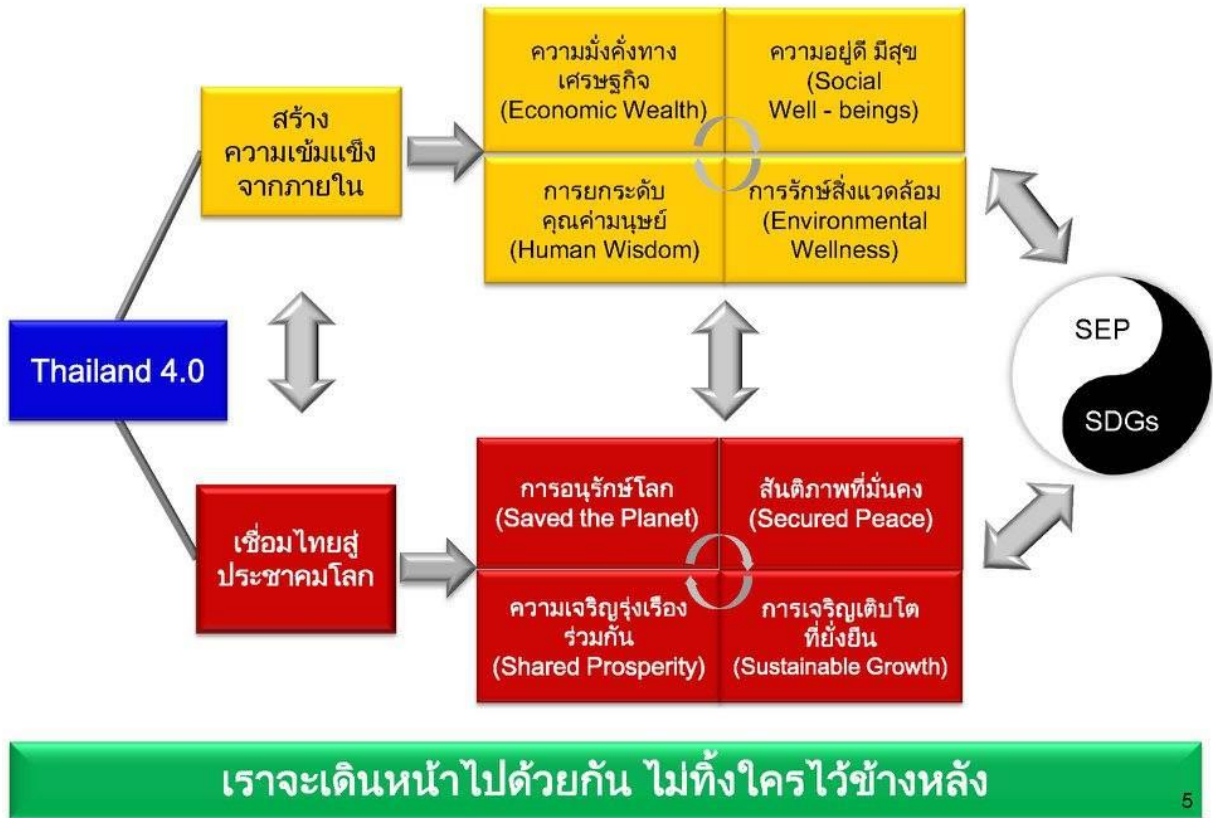 ความมั่งคั่งทาง
เศรษฐกิจ
(Economic Wealth)
ความอยู่ดี มีสุข
(Social
Well - beings)
สร้าง
ความเข้มแข็ง
จากภายใน
การยกระดับ
คุณค่ามนุษย์
(Human Wisdom)
การรักษ์สิ่งแวดล้อม
(Environmental
Wellness)
Thailand 4.0
SEP
SDGs
เชื่อมไทยสู่
ประชาคมโลก
การอนุรักษ์โลก
(Saved the Planet)
สันติภาพที่มั่นคง
(Secured Peace)
ความเจริญรุ่งเรือง
ร่วมกัน
(Shared Prosperity)
การเจริญเติบโต
ที่ยั่งยืน
(Sustainable Growth)
เราจะเดินหน้าไปด้วยกัน ไม่ทิ้งใครไว้ข้างหลัง
5